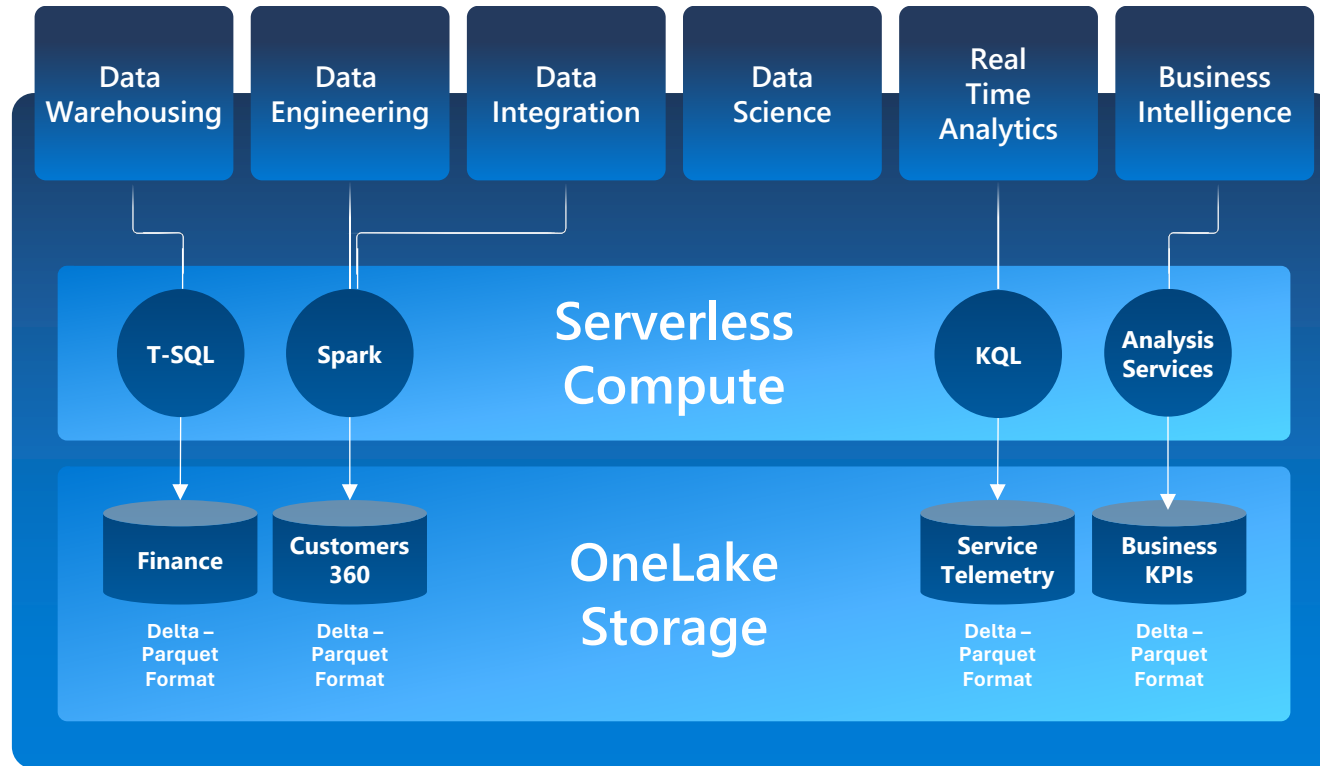 Data
Warehousing
Data
Engineering
Data
Integration
Data
Science
Real
Time
Analytics
Business
Intelligence
Serverless
Compute
T-SQL
Spark
KQL
Analysis
Services
OneLake
Storage
Finance
Customers
360
Service
Telemetry
Business
KPIs
Delta –
Parquet
Format
Delta –
Parquet
Format
Delta –
Parquet
Format
Delta –
Parquet
Format